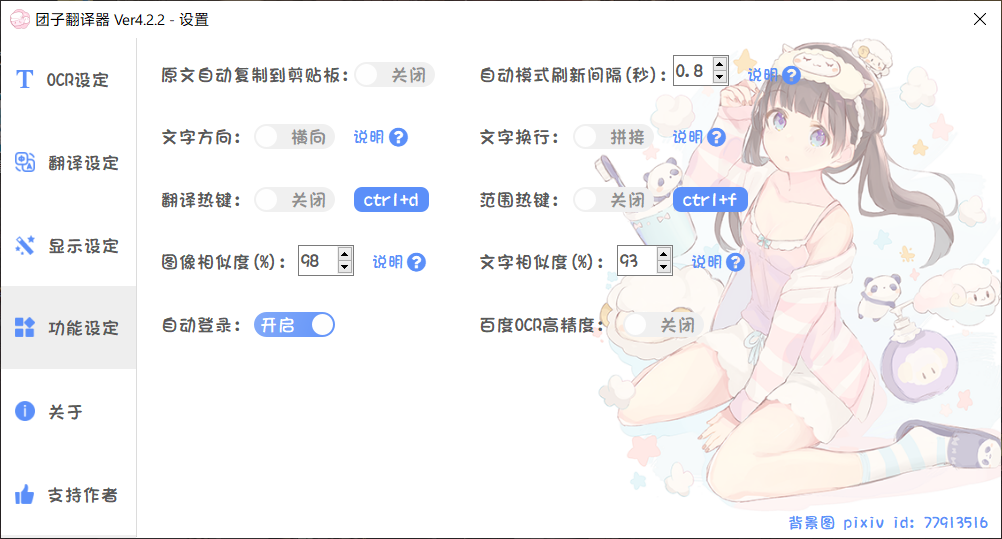 团子翻译器 Ver4.2.2 - 设置
OCR设定
翻译设定
显示设定
功能设定
关于
支持作者
原文自动复制到剪贴板: 关闭
自动模式刷新间隔(秒): 0.8 说明 ?
文字方向: 横向 说明 ?
文字换行: 拼接 说明 ?
翻译热键: 关闭 ctrl+d
范围热键: 关闭 ctrl+f
图像相似度(%): 98 说明 ?
文字相似度(%): 93 说明 ?
自动登录: 开启
百度OCR高精度: 关闭
背景图 pixiv id: 77913516